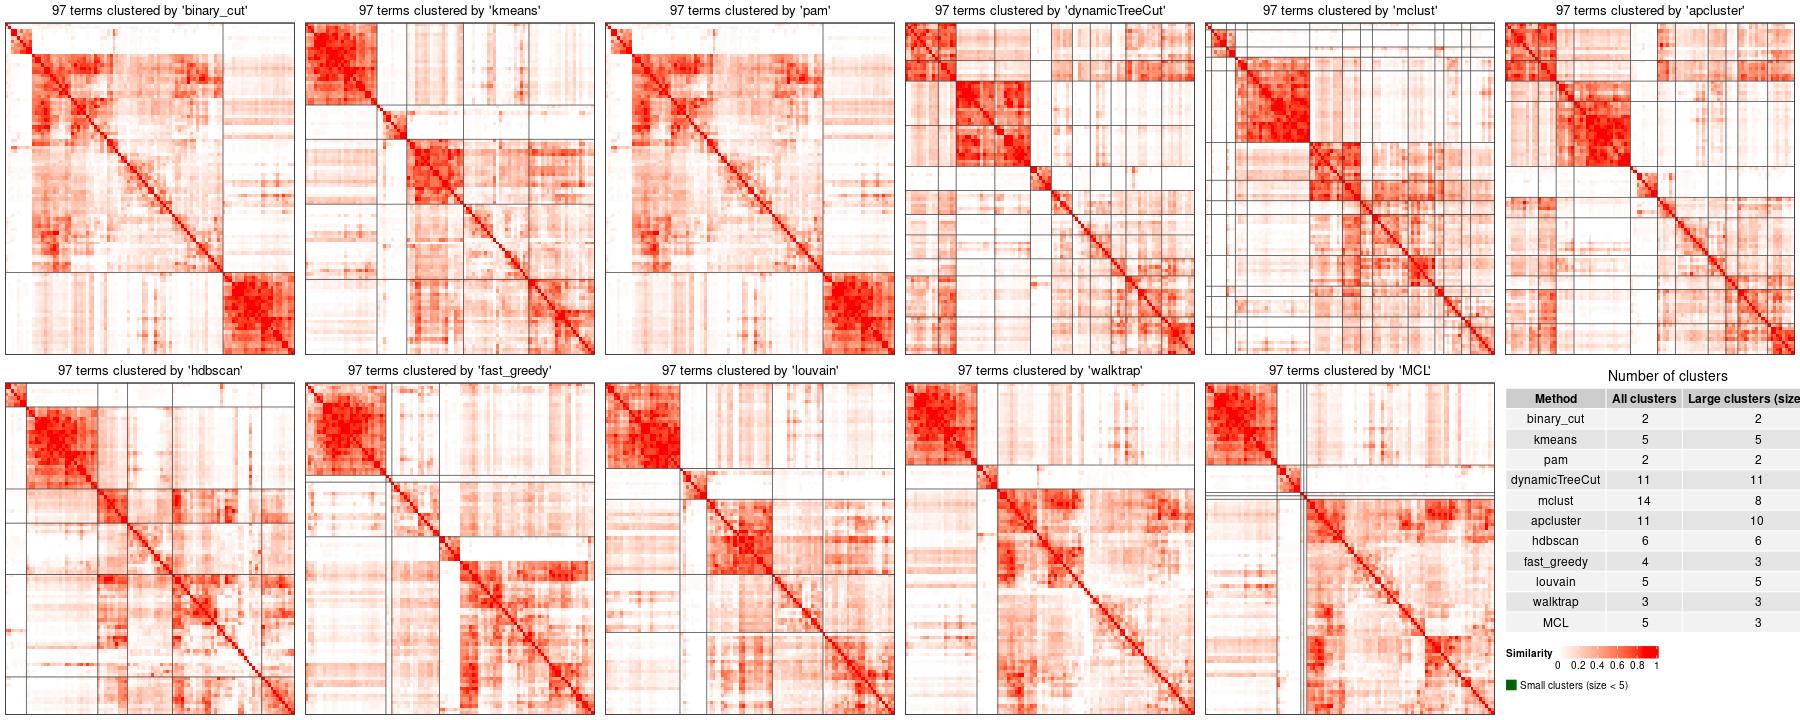 97 terms clustered by 'binary_cut'
97 terms clustered by 'kmeans'
97 terms clustered by 'pam'
97 terms clustered by 'dynamicTreeCut'
97 terms clustered by 'mclust'
97 terms clustered by 'apcluster'
97 terms clustered by 'hdbscan'
97 terms clustered by 'fast_greedy'
97 terms clustered by 'louvain'
97 terms clustered by 'walktrap'
97 terms clustered by 'MCL'
Number of clusters
Method All clusters Large clusters (size
binary_cut 2 2
kmeans 5 5
pam 2 2
dynamicTreeCut 11 11
mclust 14 8
apcluster 11 10
hdbscan 6 6
fast_greedy 4 3
louvain 5 5
walktrap 3 3
MCL 5 3
Similarity
0 0.2 0.4 0.6 0.8 1
Small clusters (size < 5)